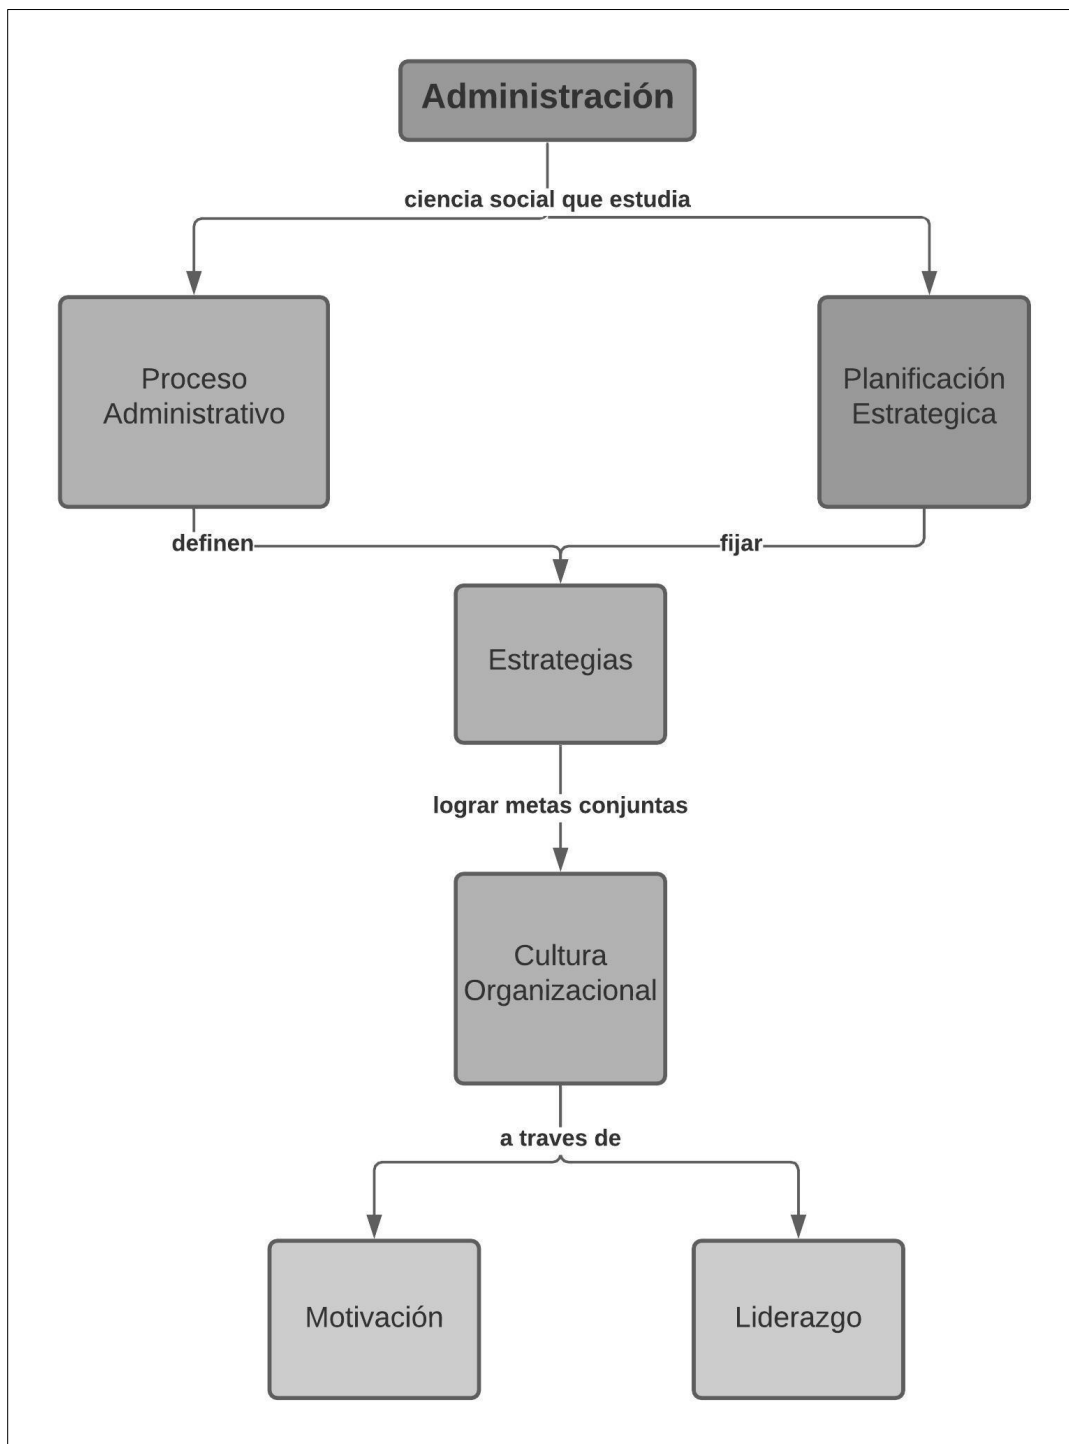 Administración
ciencia social que estudia
Proceso
Administrativo
Planificación
Estrategica
definen
fijar
Estrategias
lograr metas conjuntas
Cultura
Organizacional
a traves de
Motivación
Liderazgo